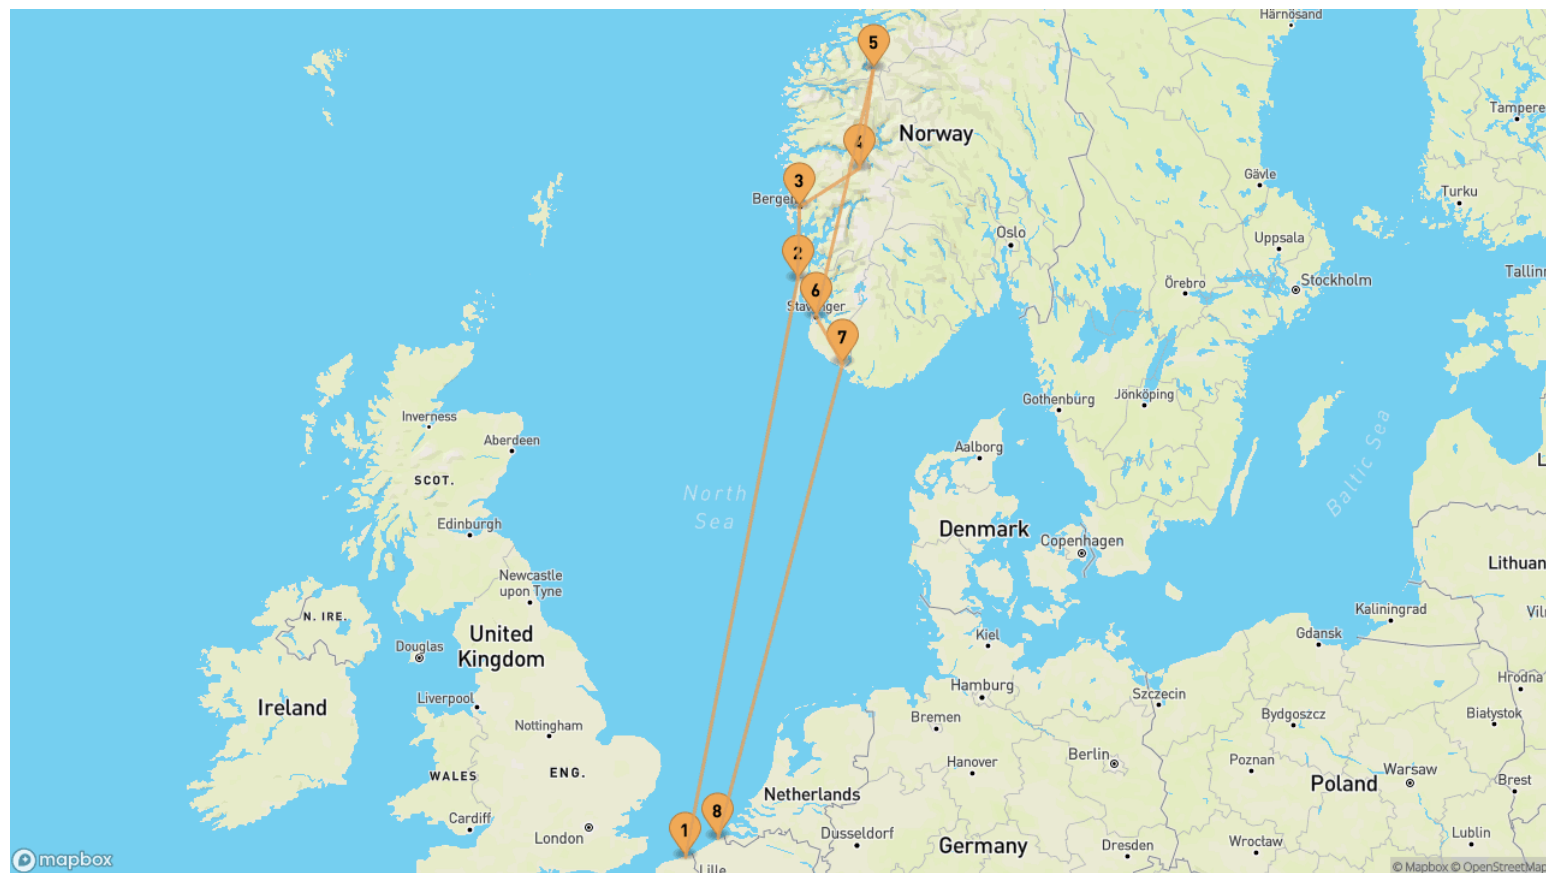 Härnösand
5
Tampere
Norway
4
Gävle
3
Turku
Bergen
Oslo
Uppsala
2
Tallinn
Stockholm
Örebro
6
Stavanger
7
Jönköping
Gothenburg
Inverness
Aberdeen
Aalborg
SCOT.
Baltic Sea
North
Sea
Edinburgh
Denmark
Copenhagen
Lithuan
Newcastle
upon Tyne
Kaliningrad
N. IRE.
Viln
Gdansk
United
Kingdom
Kiel
Douglas
Hrodna
Hamburg
Szczecin
Liverpool
Ireland
Bydgoszcz
Białystok
Bremen
Nottingham
Berlin
Hanover
Poznan
Warsaw
WALES
ENG.
Poland
Brest
Netherlands
8
Cardiff
1
London
Dusseldorf
Germany
Dresden
Wrocław
Lublin
mapbox
Lille
© Mapbox © OpenStreetMap